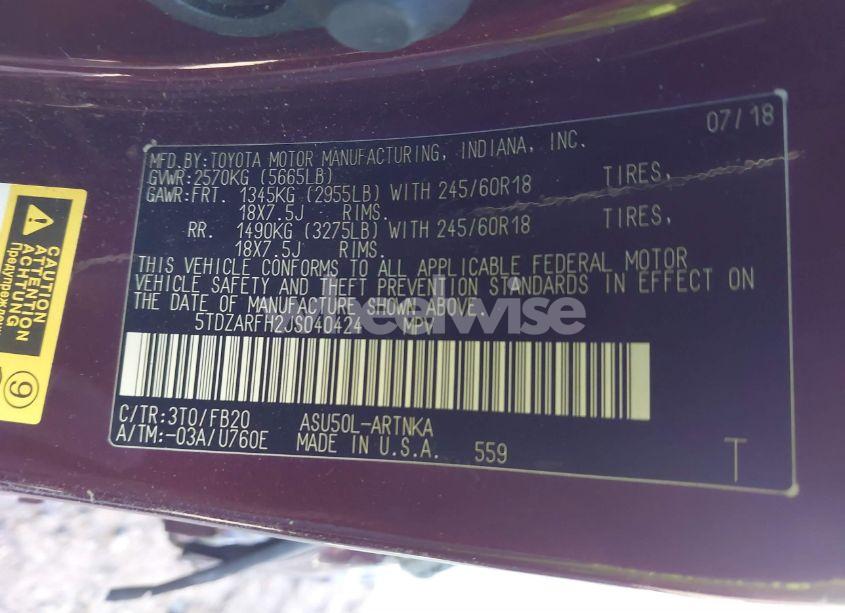 07/18
MFD.BY:TOYOTA MOTOR MANUFACTURING, INDIANA, INC.
GVWR:2570KG (5665LB)
GAWR:FRT. 1345KG (2955LB) WITH 245/60R18 TIRES,
18X7.5J RIMS.
RR. 1490KG (3275LB) WITH 245/60R18 TIRES,
18X7.5J RIMS.
THIS VEHICLE CONFORMS TO ALL APPLICABLE FEDERAL MOTOR
VEHICLE SAFETY AND THEFT PREVENTION STANDARDS IN EFFECT ON
THE DATE OF MANUFACTURE SHOWN ABOVE.
5TDZARFH2JS040424 MPV
C/TR:3T0/FB20 ASU50L-ARTNKA
A/TM:-03A/U760E MADE IN U.S.A. 559 T
CAUTION
ATTENTION
ACHTUNG
9
wheelwise